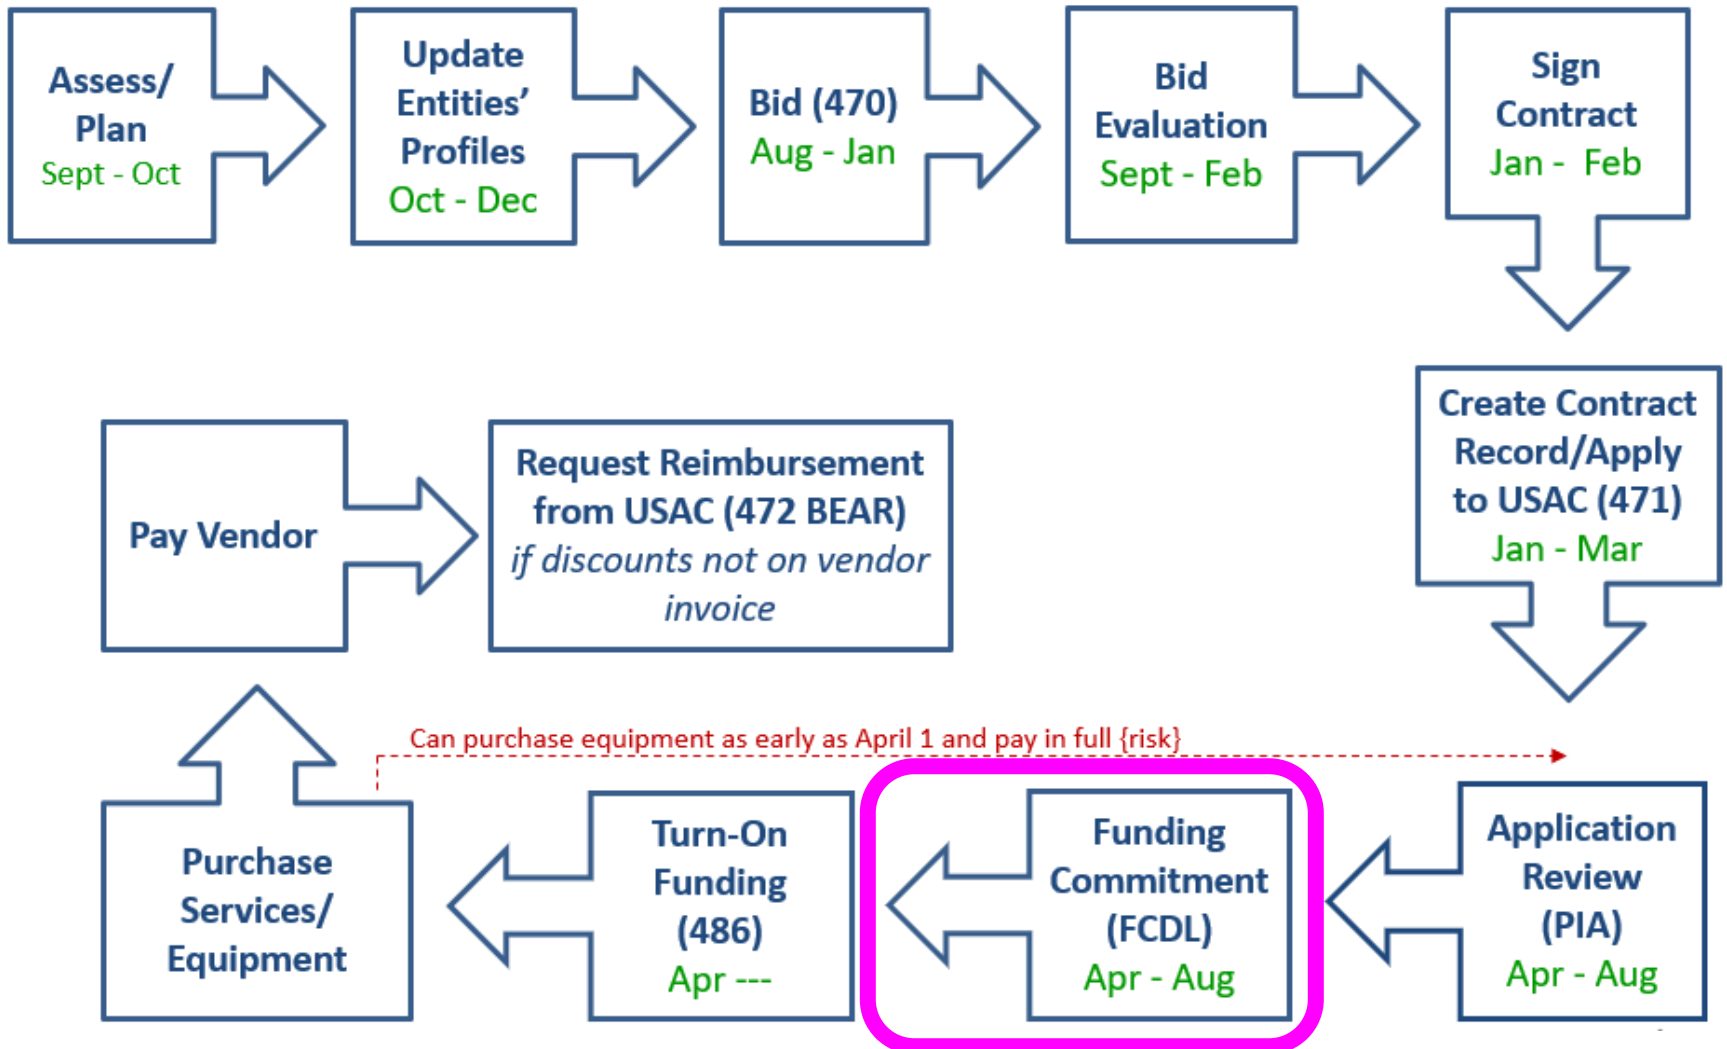 Assess/
Plan
Sept - Oct
Update
Entities’
Profiles
Oct - Dec
Bid (470)
Aug - Jan
Bid
Evaluation
Sept - Feb
Sign
Contract
Jan -  Feb
Create Contract
Record/Apply
to USAC (471)
Jan - Mar
Application
Review
(PIA)
Apr - Aug
Funding
Commitment
(FCDL)
Apr - Aug
Turn-On
Funding
(486)
Apr ---
Can purchase equipment as early as April 1 and pay in full {risk}
Purchase
Services/
Equipment
Pay Vendor
Request Reimbursement
from USAC (472 BEAR)
if discounts not on vendor
invoice